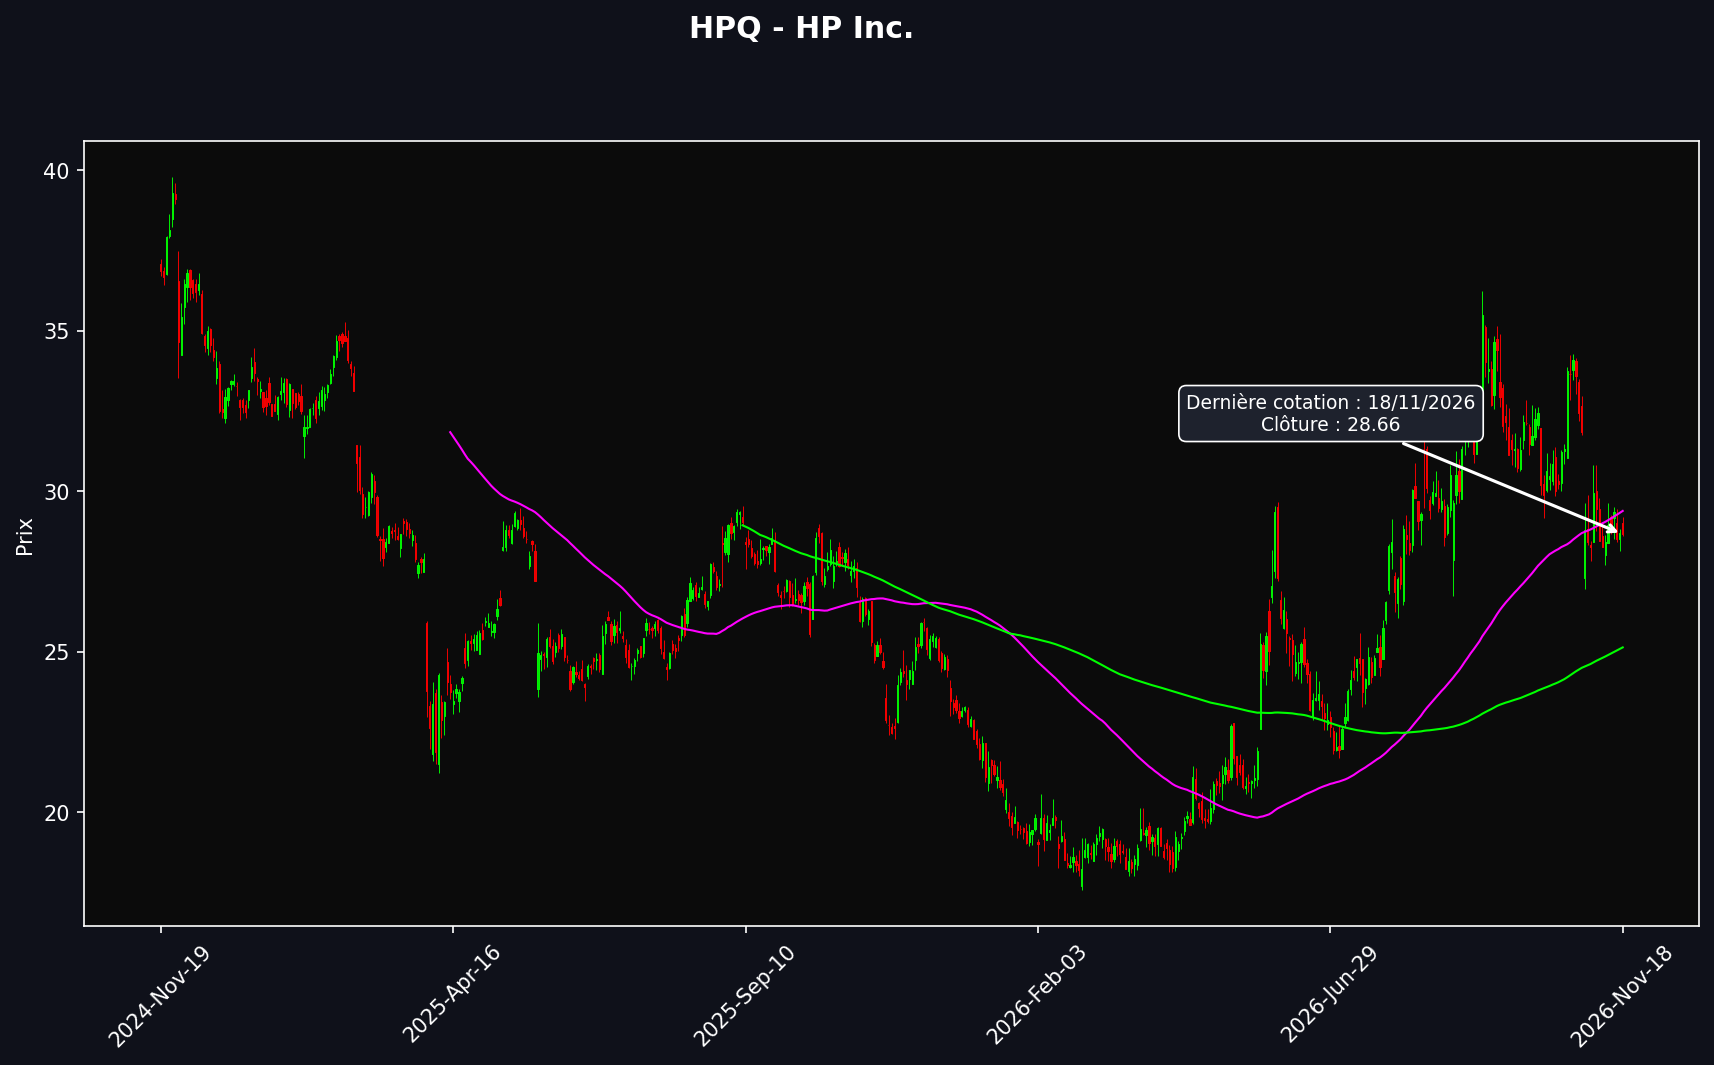 HPQ - HP Inc.
Prix
40
35
30
25
20
Dernière cotation : 18/11/2026
Clôture : 28.66
2024-Nov-19
2025-Apr-16
2025-Sep-10
2026-Feb-03
2026-Jun-29
2026-Nov-18